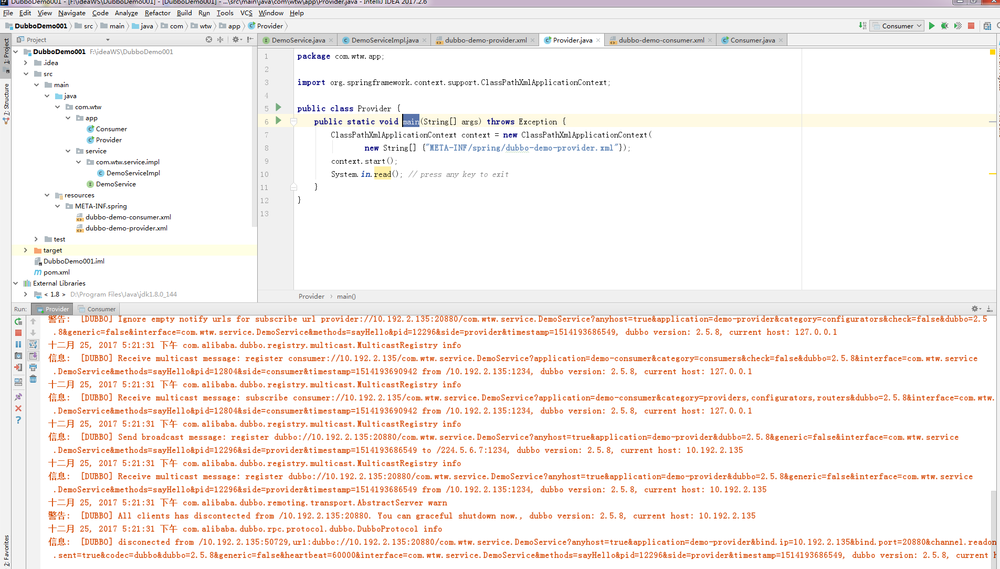 DubboDemo001 - [F:\ideaWS\DubboDemo001] - [DubboDemo001] - ...\src\main\java\com\wtw\app\Provider.java - IntelliJ IDEA 2017.2.6
File Edit View Navigate Code Analyze Refactor Build Run Tools VCS Window Help
DubboDemo001 src main java com wtw app Provider
Consumer
1: Project
7: Structure
2: Favorites
Project
DubboDemo001 F:\ideaWS\DubboDemo001
.idea
src
main
java
com.wtw
app
Consumer
Provider
service
com.wtw.service.impl
DemoServiceImpl
DemoService
resources
META-INF.spring
dubbo-demo-consumer.xml
dubbo-demo-provider.xml
test
target
DubboDemo001.iml
pom.xml
External Libraries
< 1.8 > D:\Program Files\Java\jdk1.8.0_144
DemoService.java DemoServiceImpl.java dubbo-demo-provider.xml Provider.java dubbo-demo-consumer.xml Consumer.java
1 package com.wtw.app;
2
3 import org.springframework.context.support.ClassPathXmlApplicationContext;
4
5 public class Provider {
6 public static void main(String[] args) throws Exception {
7 ClassPathXmlApplicationContext context = new ClassPathXmlApplicationContext(
8 new String[] {"META-INF/spring/dubbo-demo-provider.xml"});
9 context.start();
10 System.in.read(); // press any key to exit
11 }
12 }
13
Provider main()
Run: Provider Consumer
警告: [DUBBO] Ignore empty notify urls for subscribe url provider://10.192.2.135:20880/com.wtw.service.DemoService?anyhost=true&application=demo-provider&category=configurators&check=false&dubbo=2.5
.8&generic=false&interface=com.wtw.service.DemoService&methods=sayHello&pid=12296&side=provider&timestamp=1514193686549, dubbo version: 2.5.8, current host: 127.0.0.1
十二月 25, 2017 5:21:31 下午 com.alibaba.dubbo.registry.multicast.MulticastRegistry info
信息: [DUBBO] Receive multicast message: register consumer://10.192.2.135/com.wtw.service.DemoService?application=demo-consumer&category=consumers&check=false&dubbo=2.5.8&interface=com.wtw.service
.DemoService&methods=sayHello&pid=12804&side=consumer&timestamp=1514193690942 from /10.192.2.135:1234, dubbo version: 2.5.8, current host: 127.0.0.1
十二月 25, 2017 5:21:31 下午 com.alibaba.dubbo.registry.multicast.MulticastRegistry info
信息: [DUBBO] Receive multicast message: subscribe consumer://10.192.2.135/com.wtw.service.DemoService?application=demo-consumer&category=providers,configurators,routers&dubbo=2.5.8&interface=com.wtw.
.DemoService&methods=sayHello&pid=12804&side=consumer&timestamp=1514193690942 from /10.192.2.135:1234, dubbo version: 2.5.8, current host: 127.0.0.1
十二月 25, 2017 5:21:31 下午 com.alibaba.dubbo.registry.multicast.MulticastRegistry info
信息: [DUBBO] Send broadcast message: register dubbo://10.192.2.135:20880/com.wtw.service.DemoService?anyhost=true&application=demo-provider&dubbo=2.5.8&generic=false&interface=com.wtw.service
.DemoService&methods=sayHello&pid=12296&side=provider&timestamp=1514193686549 to /224.5.6.7:1234, dubbo version: 2.5.8, current host: 10.192.2.135
十二月 25, 2017 5:21:31 下午 com.alibaba.dubbo.registry.multicast.MulticastRegistry info
信息: [DUBBO] Receive multicast message: register dubbo://10.192.2.135:20880/com.wtw.service.DemoService?anyhost=true&application=demo-provider&dubbo=2.5.8&generic=false&interface=com.wtw.service
.DemoService&methods=sayHello&pid=12296&side=provider&timestamp=1514193686549 from /10.192.2.135:1234, dubbo version: 2.5.8, current host: 10.192.2.135
十二月 25, 2017 5:21:31 下午 com.alibaba.dubbo.remoting.transport.AbstractServer warn
警告: [DUBBO] All clients has discontected from /10.192.2.135:20880. You can graceful shutdown now., dubbo version: 2.5.8, current host: 10.192.2.135
十二月 25, 2017 5:21:31 下午 com.alibaba.dubbo.rpc.protocol.dubbo.DubboProtocol info
信息: [DUBBO] disconected from /10.192.2.135:50729,url:dubbo://10.192.2.135:20880/com.wtw.service.DemoService?anyhost=true&application=demo-provider&bind.ip=10.192.2.135&bind.port=20880&channel.readon
.sent=true&codec=dubbo&dubbo=2.5.8&generic=false&heartbeat=60000&interface=com.wtw.service.DemoService&methods=sayHello&pid=12296&side=provider&timestamp=1514193686549, dubbo version: 2.5.8, current h